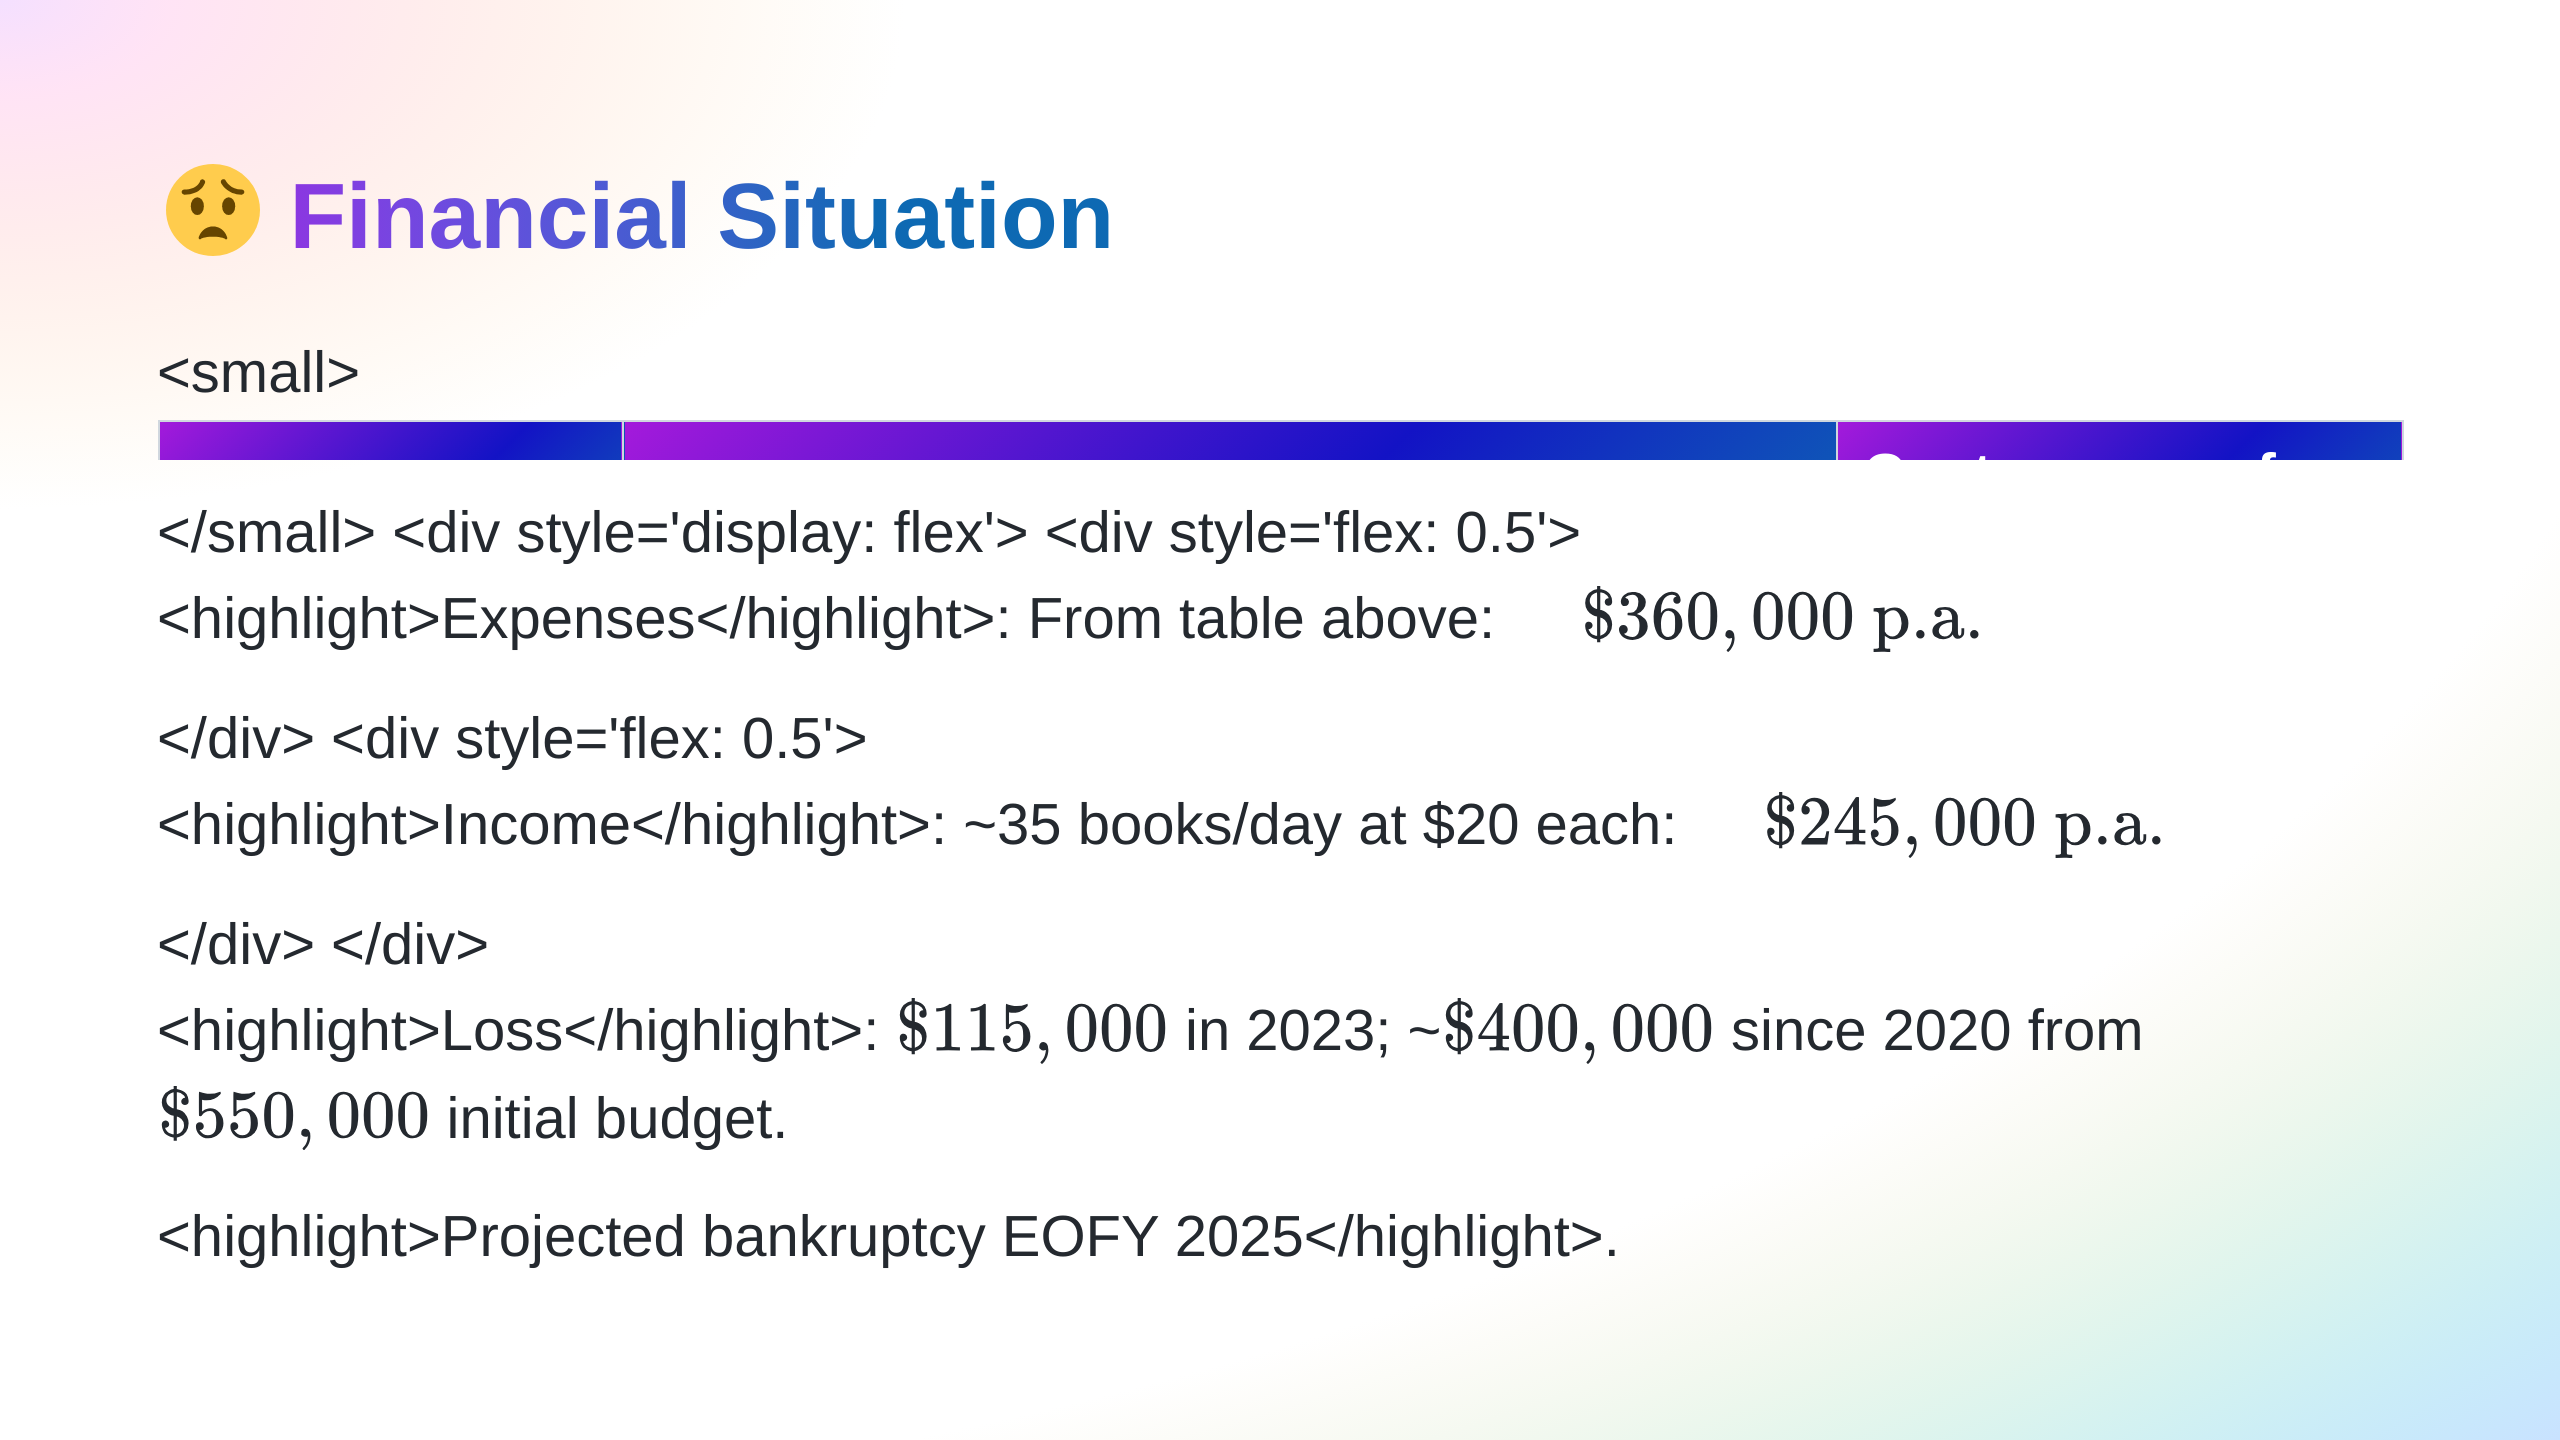 Financial Situation
<small>
</small> <div style='display: flex'> <div style='flex: 0.5'>
<highlight>Expenses</highlight>: From table above: $360,000 p.a.
</div> <div style='flex: 0.5'>
<highlight>Income</highlight>: ~35 books/day at $20 each: $245,000 p.a.
</div> </div>
<highlight>Loss</highlight>: $115,000 in 2023; ~$400,000 since 2020 from
$550,000 initial budget.
<highlight>Projected bankruptcy EOFY 2025</highlight>.